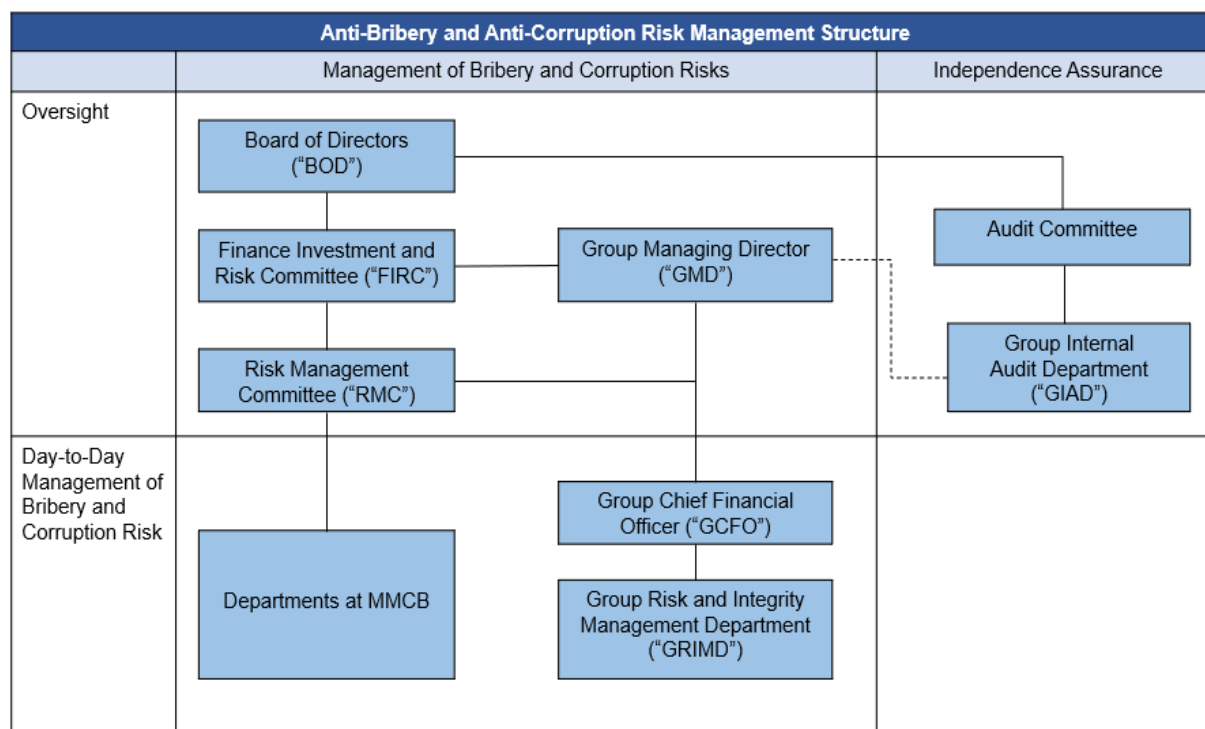 Anti-Bribery and Anti-Corruption Risk Management Structure
Management of Bribery and Corruption Risks
Independence Assurance
Oversight
Board of Directors
(“BOD”)
Finance Investment and
Risk Committee (“FIRC”)
Group Managing Director
(“GMD”)
Audit Committee
Risk Management
Committee (“RMC”)
Group Internal
Audit Department
(“GIAD”)
Day-to-Day
Management of
Bribery and
Corruption Risk
Group Chief Financial
Officer (“GCFO”)
Departments at MMCB
Group Risk and Integrity
Management Department
(“GRIMD”)